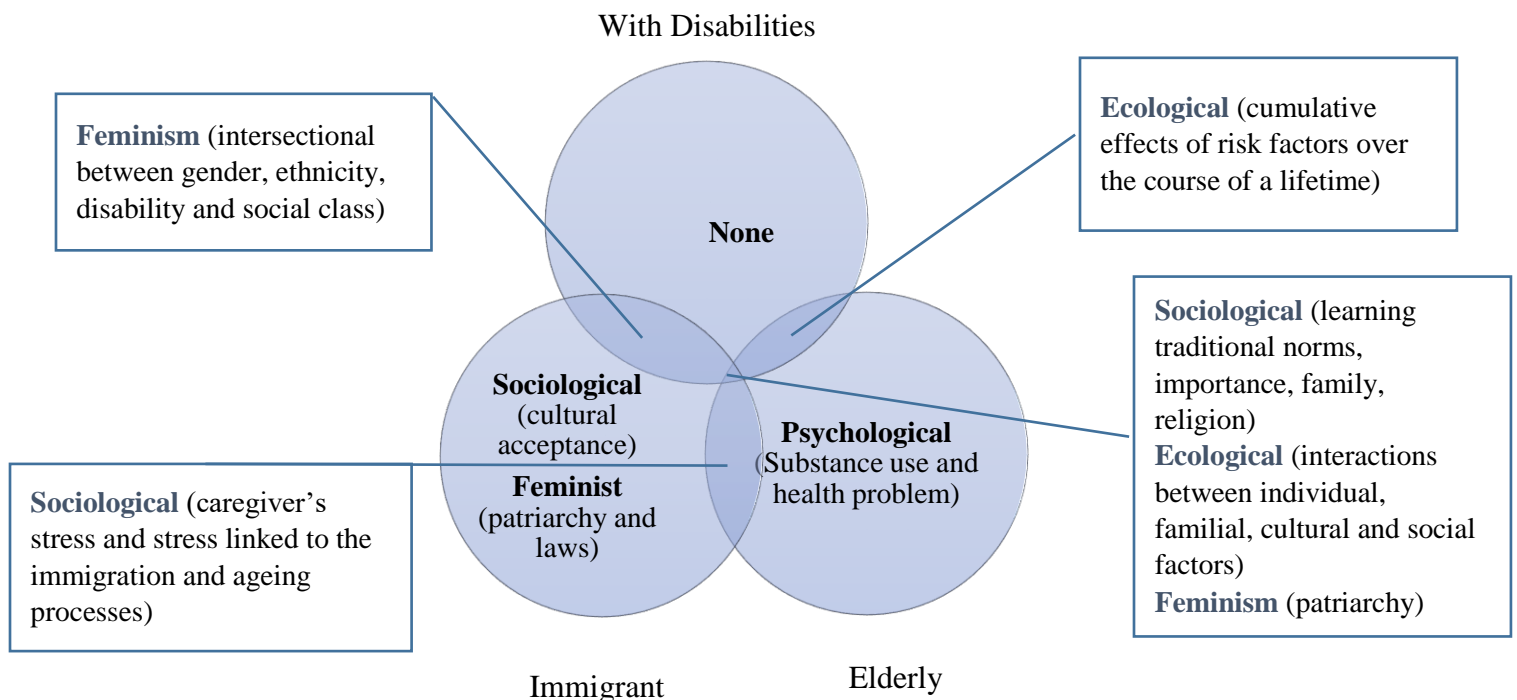 With Disabilities
Feminism (intersectional
between gender, ethnicity,
disability and social class)
Ecological (cumulative
effects of risk factors over
the course of a lifetime)
None
Sociological
(cultural
acceptance)
Feminist
(patriarchy and
laws)
Psychological
(Substance use and
health problem)
Sociological (learning
traditional norms,
importance, family,
religion)
Ecological (interactions
between individual,
familial, cultural and social
factors)
Feminism (patriarchy)
Sociological (caregiver’s
stress and stress linked to the
immigration and ageing
processes)
Immigrant
Elderly